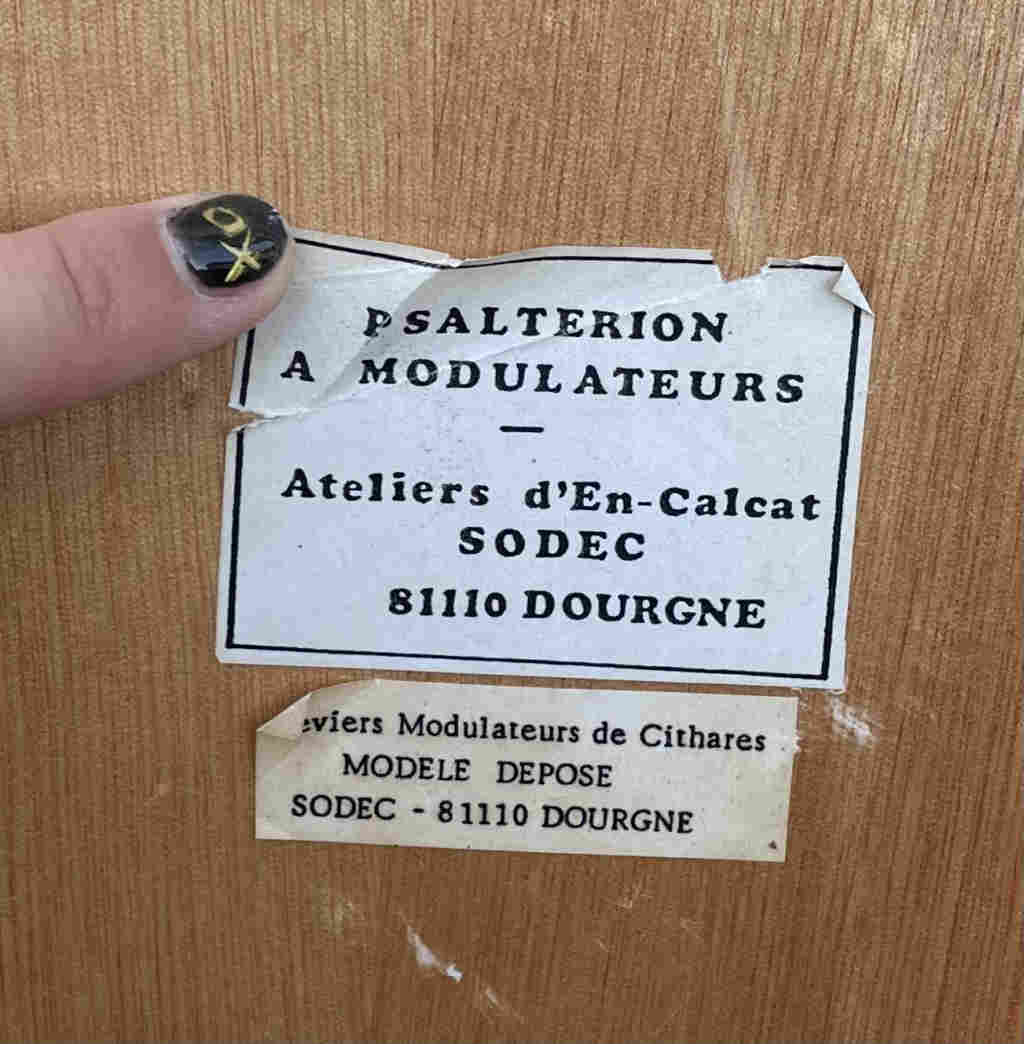 PSALTERION
A MODULATEURS
—
Ateliers d'En-Calcat
SODEC
81110 DOURGNE
eviers Modulateurs de Cithares
MODELE DEPOSE
SODEC - 81110 DOURGNE